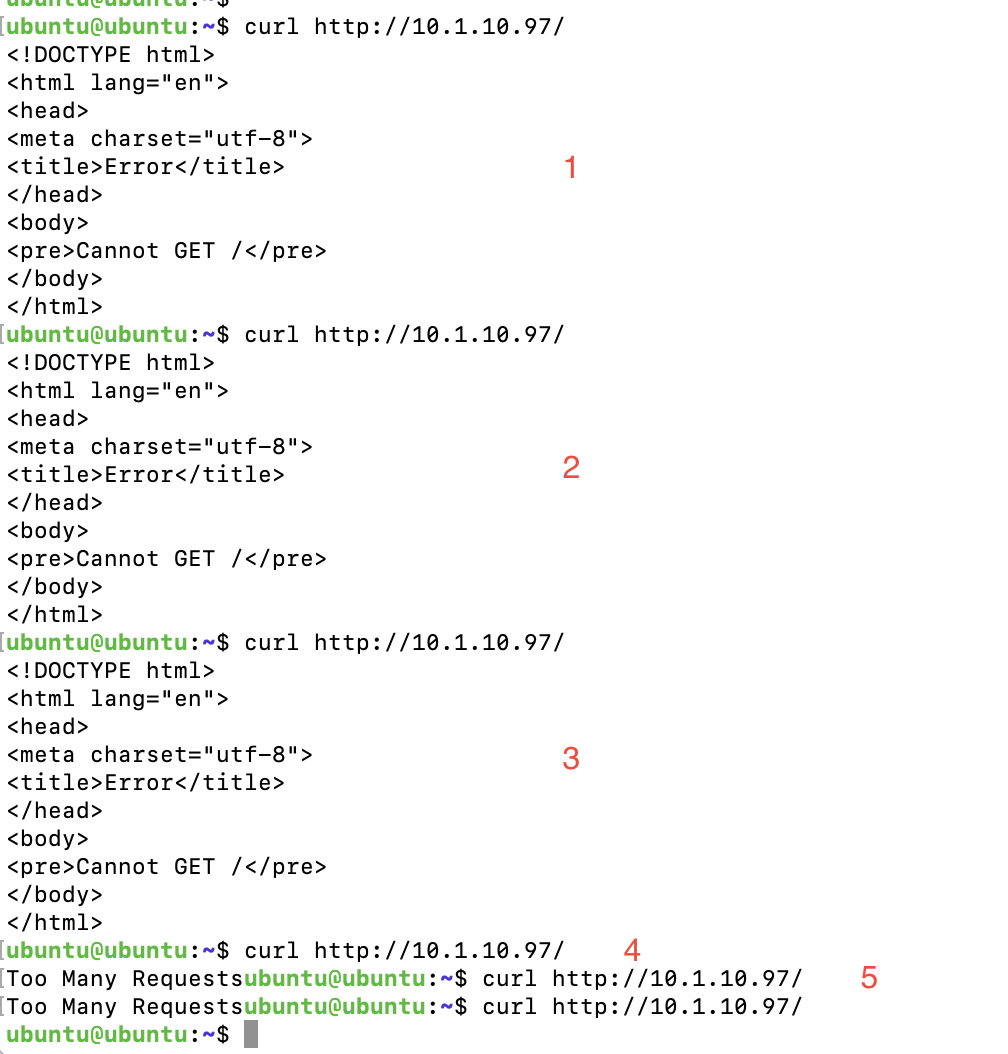 ubuntu@ubuntu:~$
[ubuntu@ubuntu:~$ curl http://10.1.10.97/
<!DOCTYPE html>
<html lang="en">
<head>
<meta charset="utf-8">
<title>Error</title> 1
</head>
<body>
<pre>Cannot GET /</pre>
</body>
</html>
[ubuntu@ubuntu:~$ curl http://10.1.10.97/
<!DOCTYPE html>
<html lang="en">
<head>
<meta charset="utf-8">
<title>Error</title> 2
</head>
<body>
<pre>Cannot GET /</pre>
</body>
</html>
[ubuntu@ubuntu:~$ curl http://10.1.10.97/
<!DOCTYPE html>
<html lang="en">
<head>
<meta charset="utf-8"> 3
<title>Error</title>
</head>
<body>
<pre>Cannot GET /</pre>
</body>
</html>
[ubuntu@ubuntu:~$ curl http://10.1.10.97/ 4
[Too Many Requestsubuntu@ubuntu:~$ curl http://10.1.10.97/ 5
[Too Many Requestsubuntu@ubuntu:~$ curl http://10.1.10.97/
ubuntu@ubuntu:~$